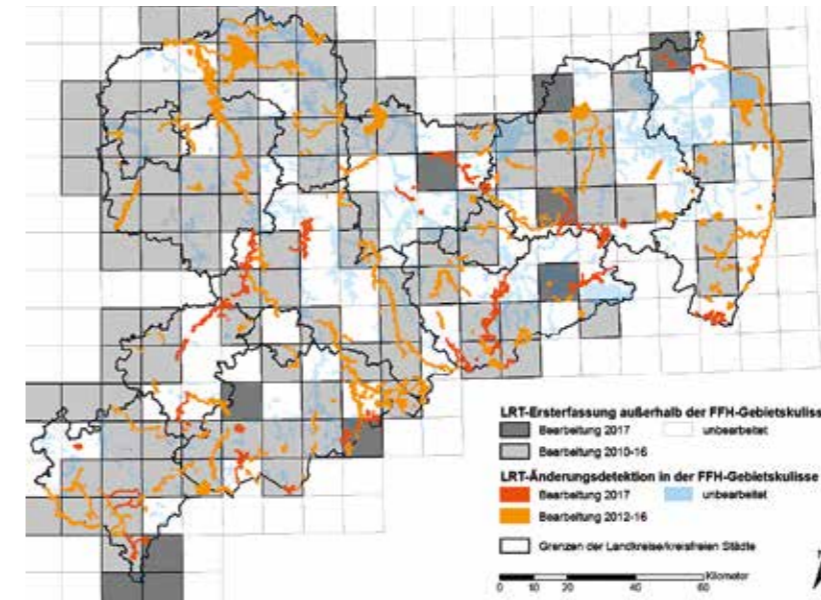 LRT-Ersterfassung außerhalb der FFH-Gebietskuliss
Bearbeitung 2017 unbearbeitet
Bearbeitung 2010-16
LRT-Änderungsdetektion in der FFH-Gebietskulisse
Bearbeitung 2017 unbearbeitet
Bearbeitung 2012-16
Grenzen der Landkreise/kreisfreien Städte
Kilometer
0 10 20 40 60